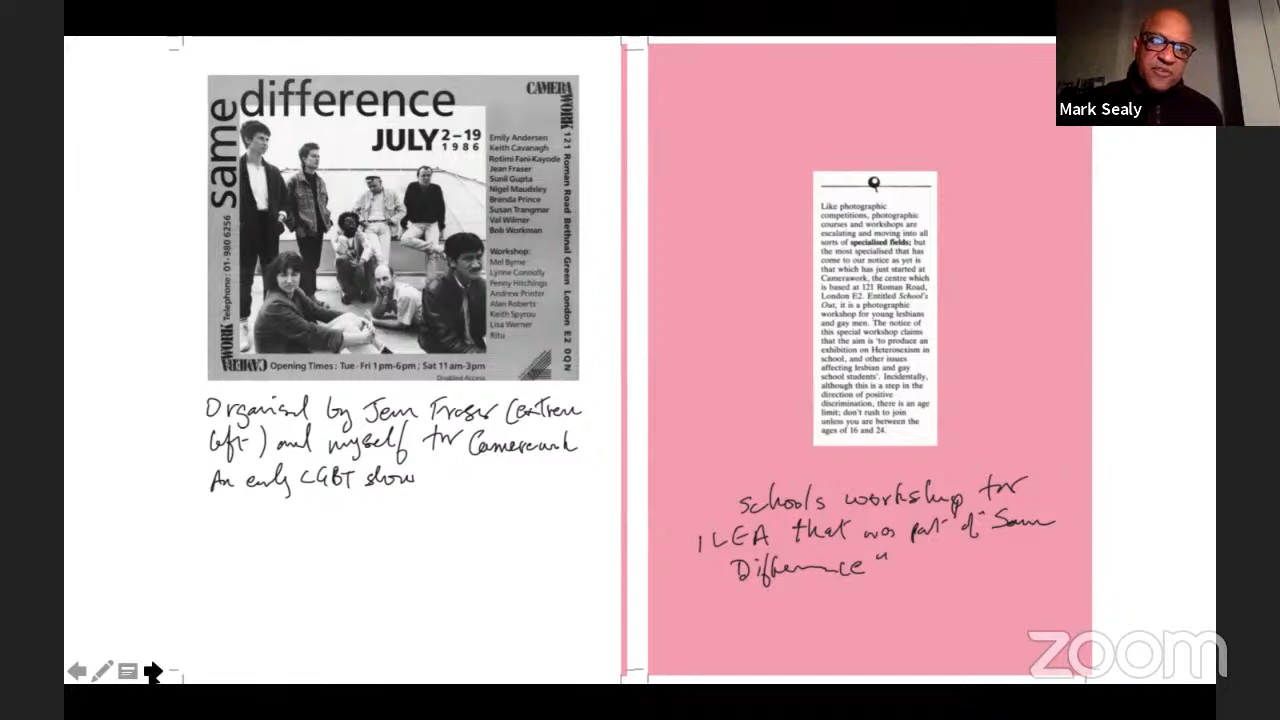 same difference
JULY 2–19
1986
CAMERAWORK 121 Roman Road Bethnal Green London E2 0QN
Emily Andersen
Keith Cavanagh
Rotimi Fani-Kayode
Jean Fraser
Sunil Gupta
Nigel Maudsley
Brenda Prince
Susan Trangmar
Val Wilmer
Bob Workman
Workshop:
Mel Byrne
Lynne Connolly
Penny Hitchings
Andrew Printer
Alan Roberts
Keith Spyrou
Lisa Werner
Ritu
CAMERAWORK Telephone: 01-980 6256
Opening Times: Tue - Fri 1pm-6pm; Sat 11am-3pm
Disabled Access
Organised by Jean Fraser (centre
left) and myself for Camerawork
An early LGBT show
Like photographic
competitions, photographic
courses and workshops are
escalating and moving into all
sorts of specialised fields; but
the most specialised that has
come to our notice as yet is
that which has just started at
Camerawork, the centre which
is based at 121 Roman Road,
London E2. Entitled School's
Out, it is a photographic
workshop for young lesbians
and gay men. The notice of
this special workshop claims
that the aim is 'to produce an
exhibition on Heterosexism in
school, and other issues
affecting lesbian and gay
school students'. Incidentally,
although this is a step in the
direction of positive
discrimination, there is an age
limit; don't rush to join
unless you are between the
ages of 16 and 24.
schools workshop for
ILEA that was part of "Same
Difference"
Mark Sealy
zoom